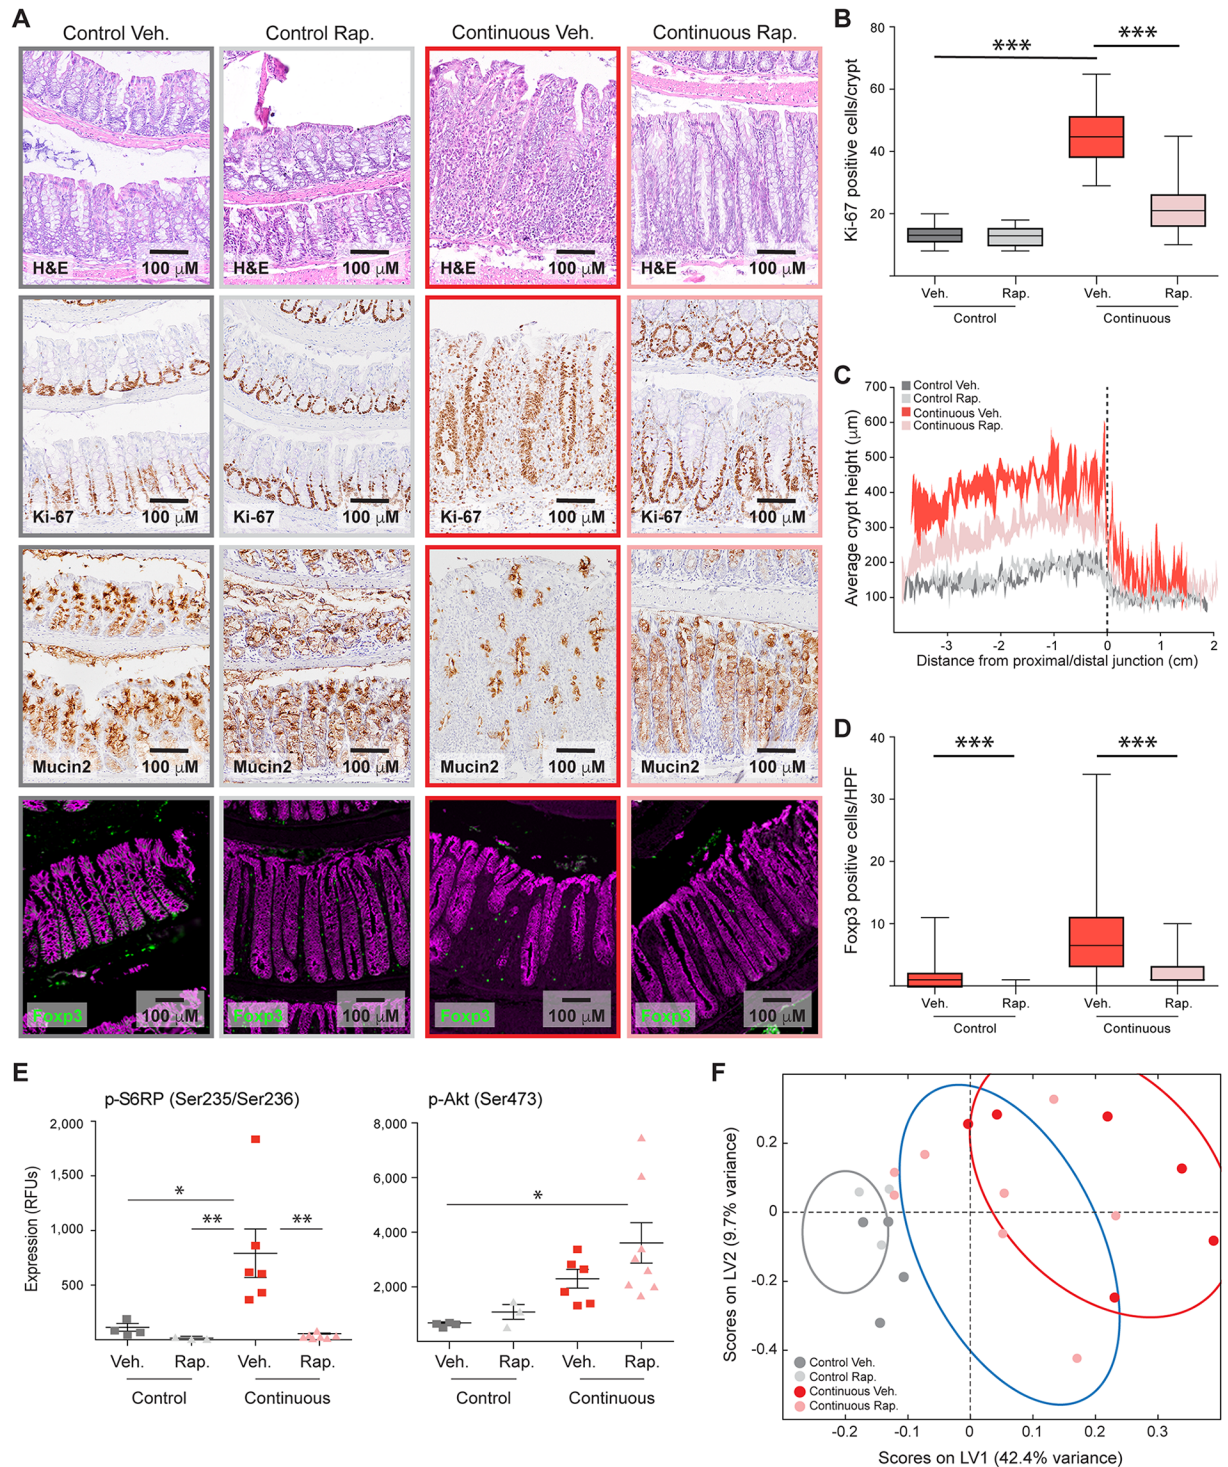 A
Control Veh.
Control Rap.
Continuous Veh.
Continuous Rap.
H&E
100 µM
H&E
100 µM
H&E
100 µM
H&E
100 µM
Ki-67
100 µM
Ki-67
100 µM
Ki-67
100 µM
Ki-67
100 µM
Mucin2
100 µM
Mucin2
100 µM
Mucin2
100 µM
Mucin2
100 µM
Foxp3
100 µM
Foxp3
100 µM
Foxp3
100 µM
Foxp3
100 µM
B
Ki-67 positive cells/crypt
80
60
40
20
***
***
Veh.
Rap.
Veh.
Rap.
Control
Continuous
C
Average crypt height (µm)
700
600
500
400
300
200
100
Control Veh.
Control Rap.
Continuous Veh.
Continuous Rap.
-3
-2
-1
0
1
2
Distance from proximal/distal junction (cm)
D
Foxp3 positive cells/HPF
40
30
20
10
***
***
Veh.
Rap.
Veh.
Rap.
Control
Continuous
E
p-S6RP (Ser235/Ser236)
Expression (RFUs)
2,000
1,500
1,000
500
*
**
**
Veh.
Rap.
Veh.
Rap.
Control
Continuous
p-Akt (Ser473)
8,000
6,000
4,000
2,000
*
Veh.
Rap.
Veh.
Rap.
Control
Continuous
F
Scores on LV2 (9.7% variance)
0.2
0
-0.2
-0.4
Control Veh.
Control Rap.
Continuous Veh.
Continuous Rap.
-0.2
-0.1
0
0.1
0.2
0.3
Scores on LV1 (42.4% variance)